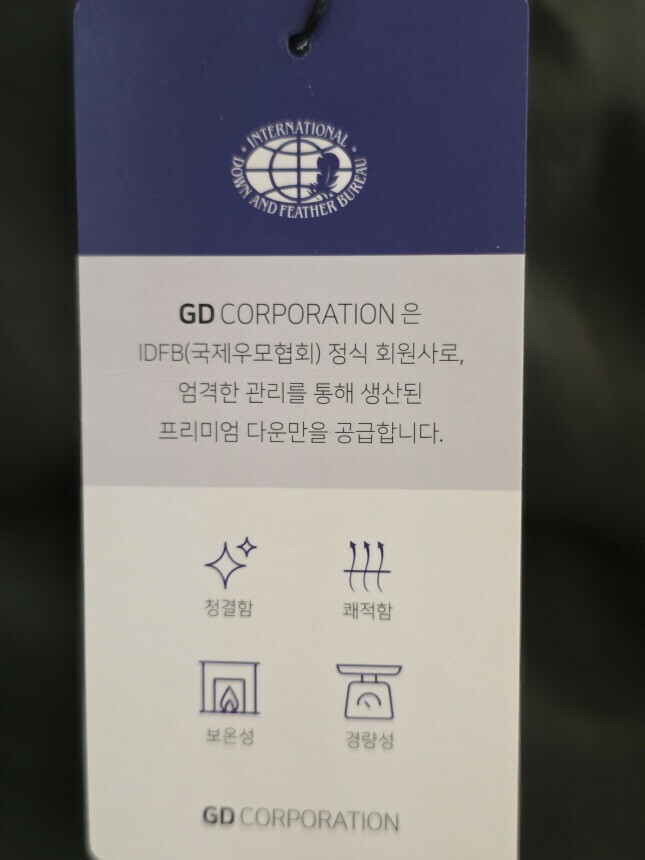 INTERNATIONAL
DOWN AND FEATHER BUREAU
GD CORPORATION 은
IDFB(국제우모협회) 정식 회원사로,
엄격한 관리를 통해 생산된
프리미엄 다운만을 공급합니다.
청결함 쾌적함
보온성 경량성
GD CORPORATION